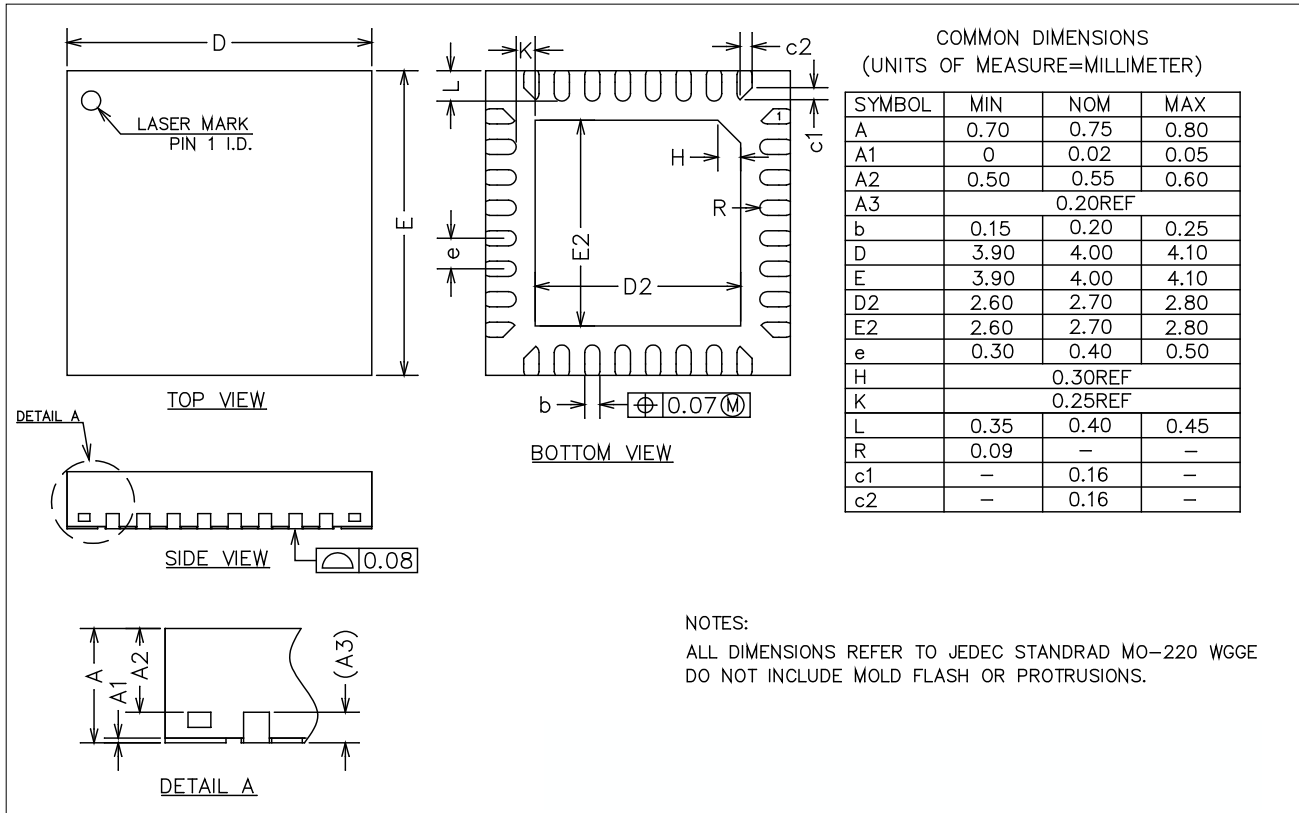 D
LASER MARK
PIN 1 I.D.
E
TOP VIEW
K
L
c2
c1
1
H
R
e
E2
D2
b
0.07 M
BOTTOM VIEW
COMMON DIMENSIONS
(UNITS OF MEASURE=MILLIMETER)
SYMBOL MIN NOM MAX
A 0.70 0.75 0.80
A1 0 0.02 0.05
A2 0.50 0.55 0.60
A3 0.20REF
b 0.15 0.20 0.25
D 3.90 4.00 4.10
E 3.90 4.00 4.10
D2 2.60 2.70 2.80
E2 2.60 2.70 2.80
e 0.30 0.40 0.50
H 0.30REF
K 0.25REF
L 0.35 0.40 0.45
R 0.09 – –
c1 – 0.16 –
c2 – 0.16 –
DETAIL A
SIDE VIEW
0.08
A
A1
A2
(A3)
DETAIL A
NOTES:
ALL DIMENSIONS REFER TO JEDEC STANDRAD MO–220 WGGE
DO NOT INCLUDE MOLD FLASH OR PROTRUSIONS.